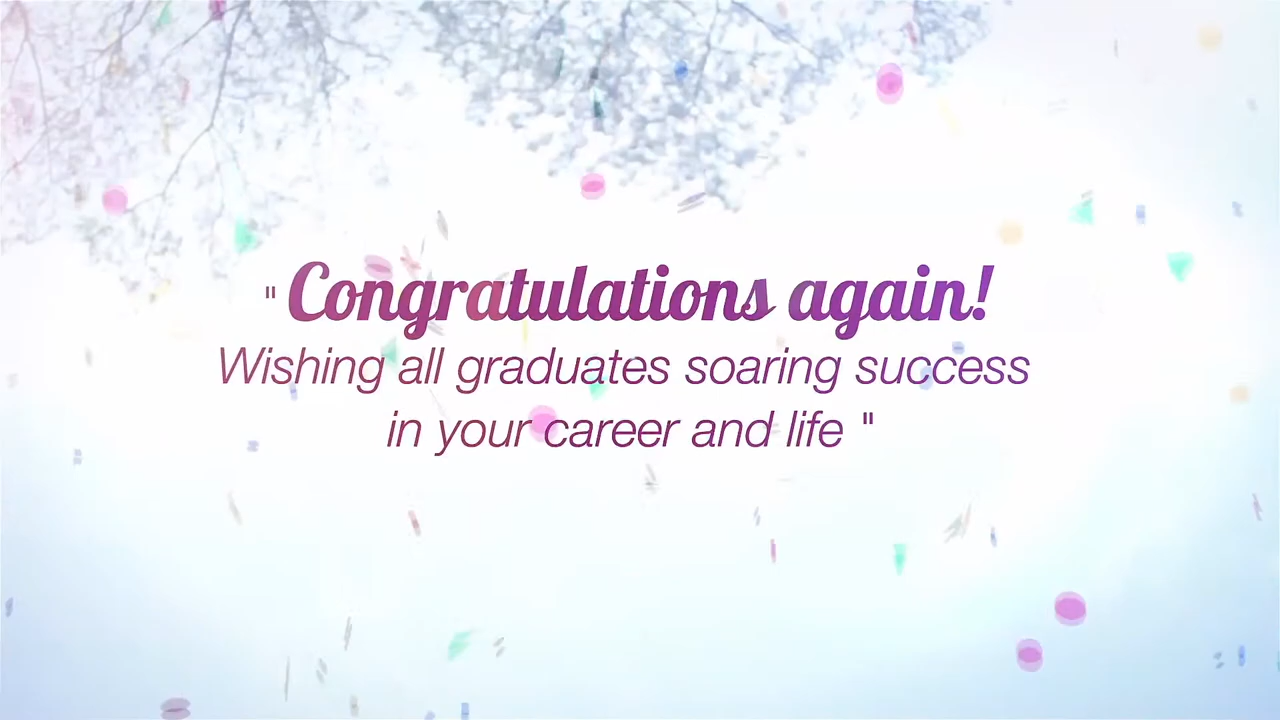 " Congratulations again!
Wishing all graduates soaring success
in your career and life "